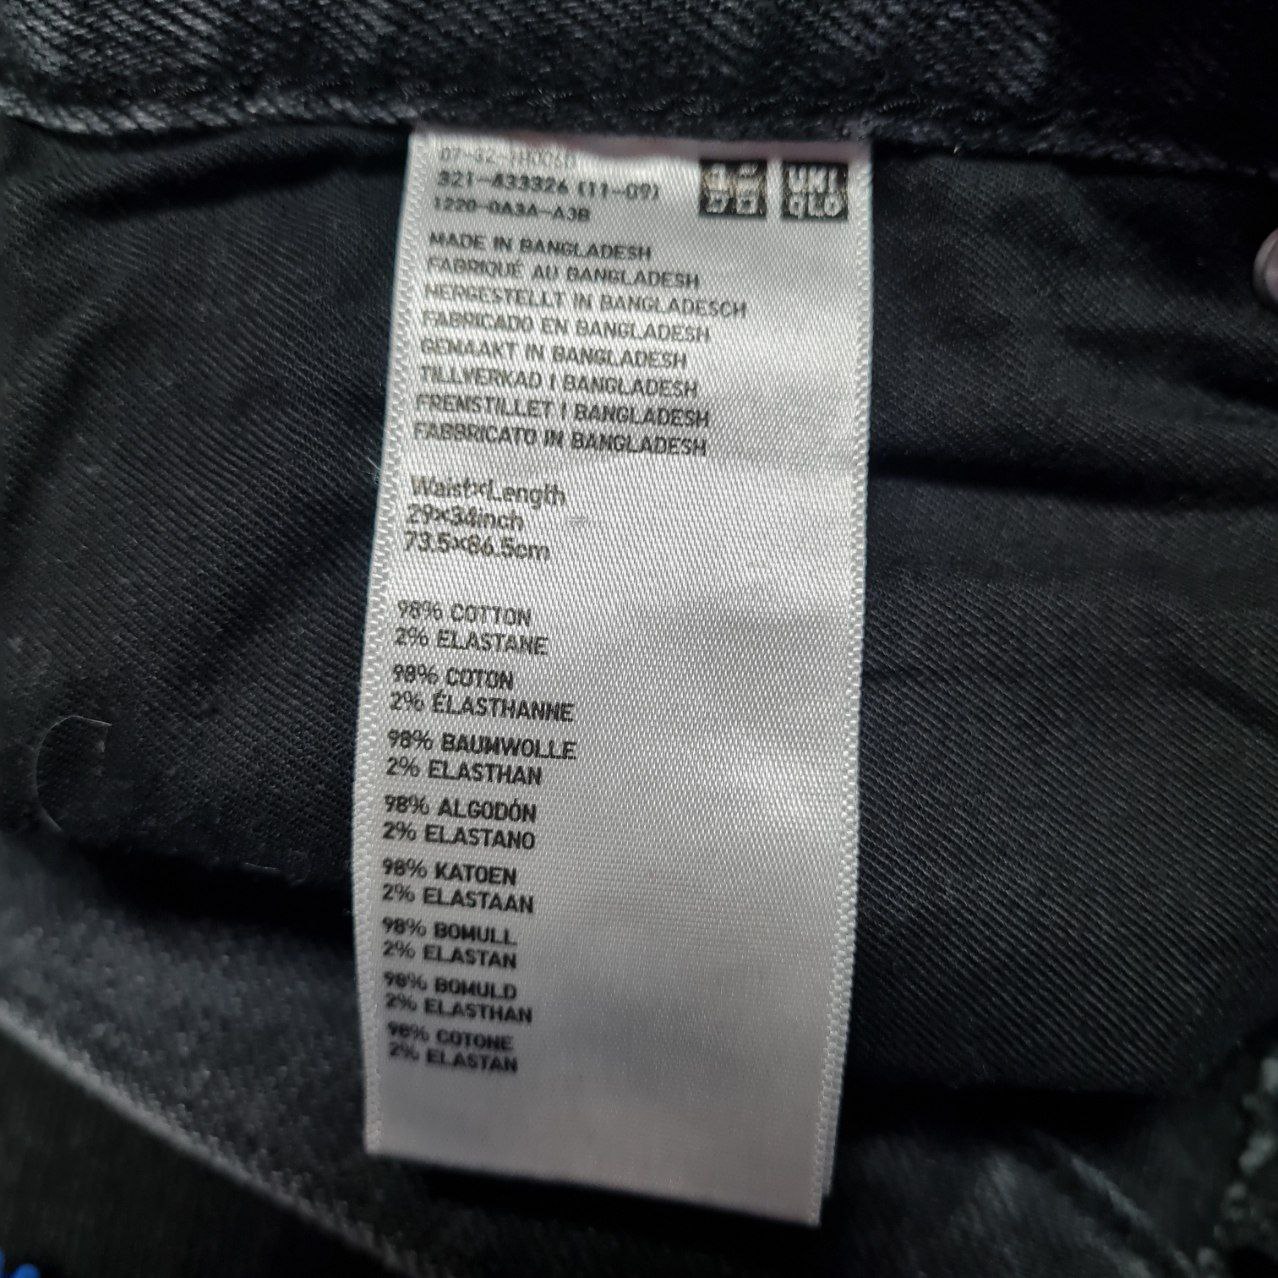 321-433326 (11-09)
1220-0A3A-A3B
ユニ
クロ
UNI
QLO
MADE IN BANGLADESH
FABRIQUÉ AU BANGLADESH
HERGESTELLT IN BANGLADESCH
FABRICADO EN BANGLADESH
GEMAAKT IN BANGLADESH
TILLVERKAD I BANGLADESH
FREMSTILLET I BANGLADESH
FABBRICATO IN BANGLADESH
Waist×Length
29×34inch
73.5×86.5cm
98% COTTON
2% ELASTANE
98% COTON
2% ÉLASTHANNE
98% BAUMWOLLE
2% ELASTHAN
98% ALGODÓN
2% ELASTANO
98% KATOEN
2% ELASTAAN
98% BOMULL
2% ELASTAN
98% BOMULD
2% ELASTHAN
98% COTONE
2% ELASTAN